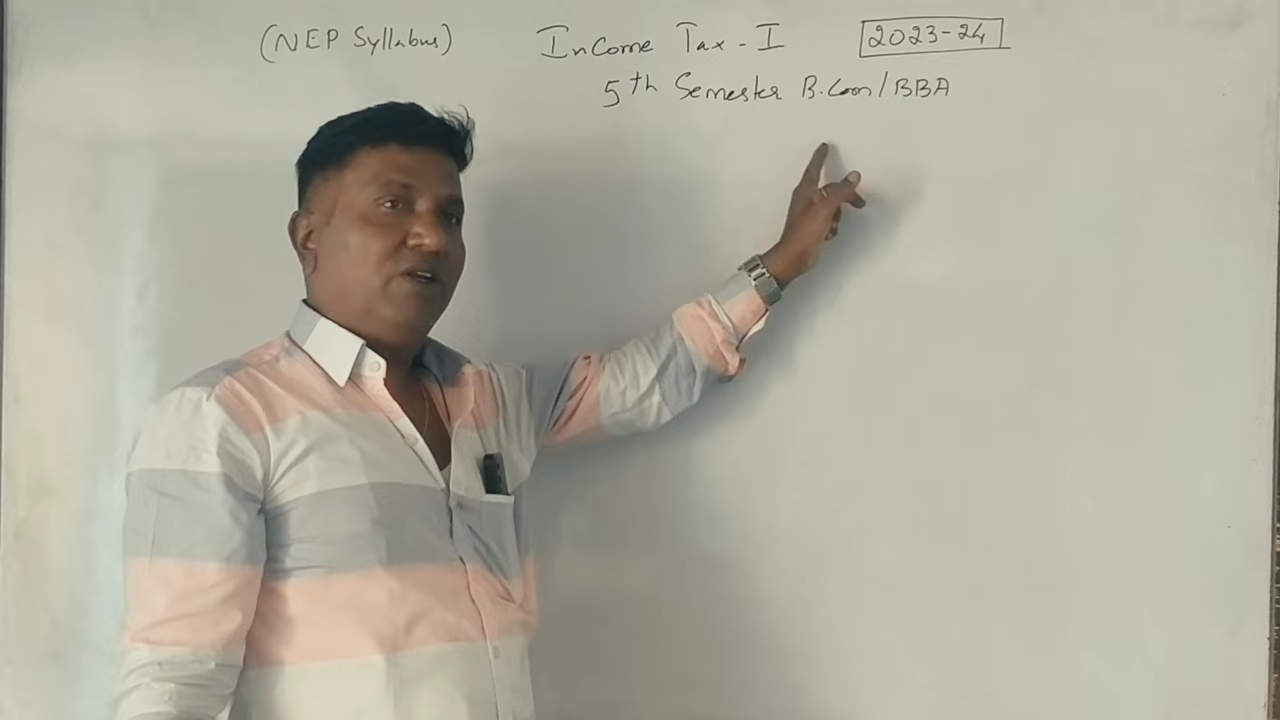 (NEP Syllabus) Income Tax - I 2023-24
5th Semester B.Com/BBA